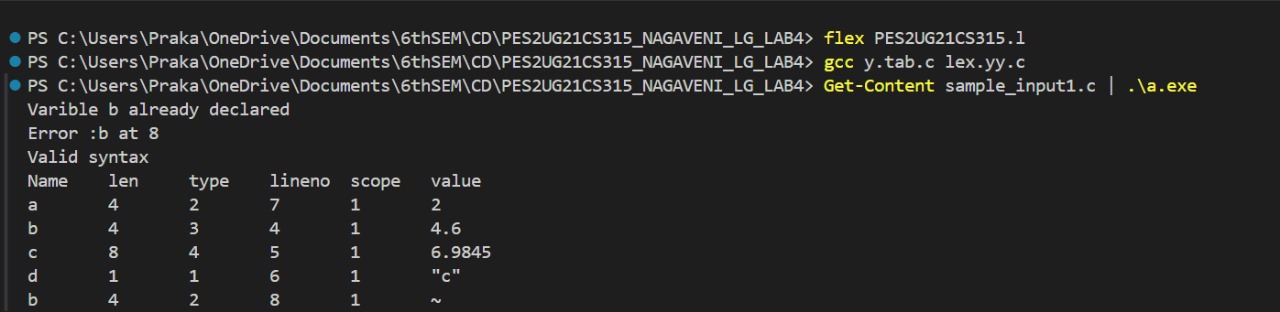 PS C:\Users\Praka\OneDrive\Documents\6thSEM\CD\PES2UG21CS315_NAGAVENI_LG_LAB4> flex PES2UG21CS315.l
PS C:\Users\Praka\OneDrive\Documents\6thSEM\CD\PES2UG21CS315_NAGAVENI_LG_LAB4> gcc y.tab.c lex.yy.c
PS C:\Users\Praka\OneDrive\Documents\6thSEM\CD\PES2UG21CS315_NAGAVENI_LG_LAB4> Get-Content sample_input1.c | .\a.exe
Varible b already declared
Error :b at 8
Valid syntax
Name len type lineno scope value
a 4 2 7 1 2
b 4 3 4 1 4.6
c 8 4 5 1 6.9845
d 1 1 6 1 "c"
b 4 2 8 1 ~